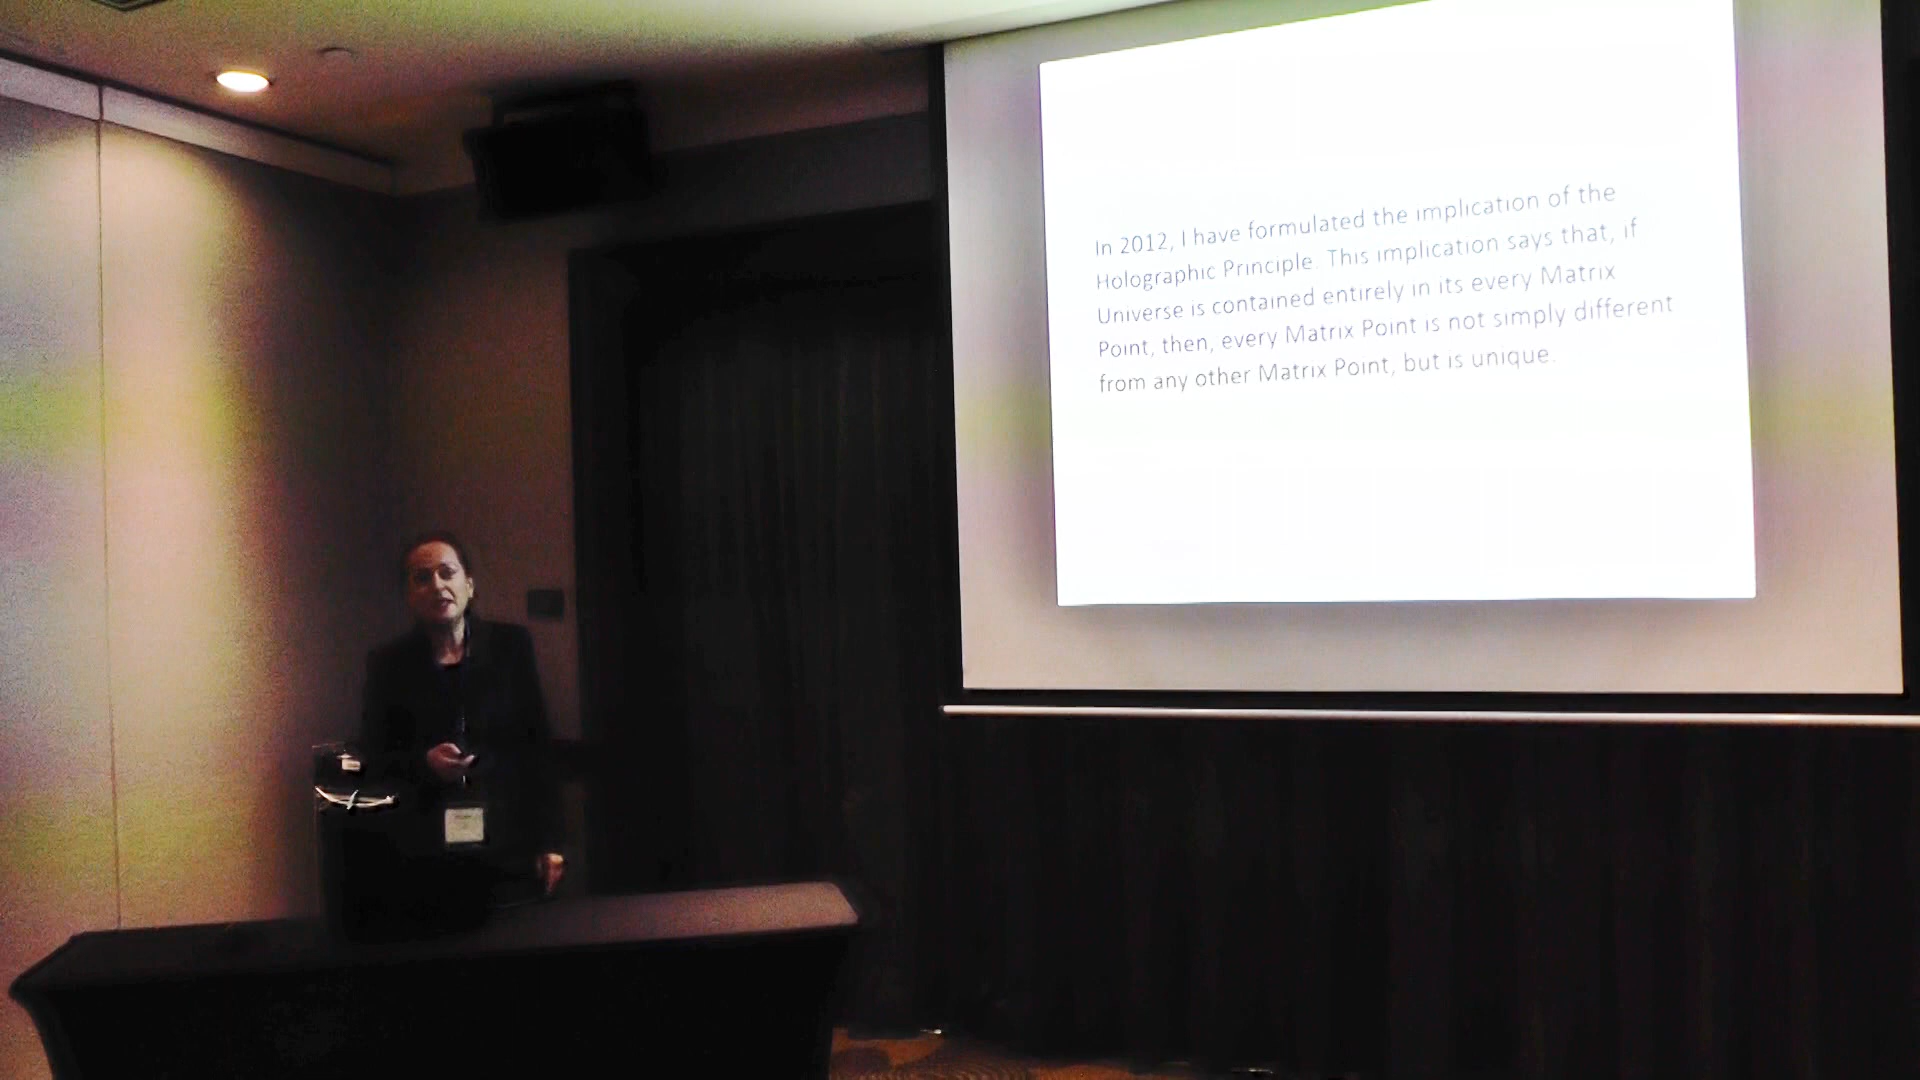 In 2012, I have formulated the implication of the
Holographic Principle. This implication says that, if
Universe is contained entirely in its every Matrix
Point, then, every Matrix Point is not simply different
from any other Matrix Point, but is unique.